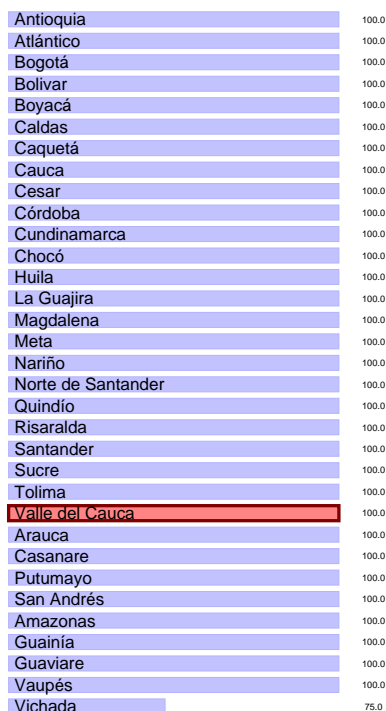 Antioquia 100.0
Atlántico 100.0
Bogotá 100.0
Bolivar 100.0
Boyacá 100.0
Caldas 100.0
Caquetá 100.0
Cauca 100.0
Cesar 100.0
Córdoba 100.0
Cundinamarca 100.0
Chocó 100.0
Huila 100.0
La Guajira 100.0
Magdalena 100.0
Meta 100.0
Nariño 100.0
Norte de Santander 100.0
Quindío 100.0
Risaralda 100.0
Santander 100.0
Sucre 100.0
Tolima 100.0
Valle del Cauca 100.0
Arauca 100.0
Casanare 100.0
Putumayo 100.0
San Andrés 100.0
Amazonas 100.0
Guainía 100.0
Guaviare 100.0
Vaupés 100.0
Vichada 75.0